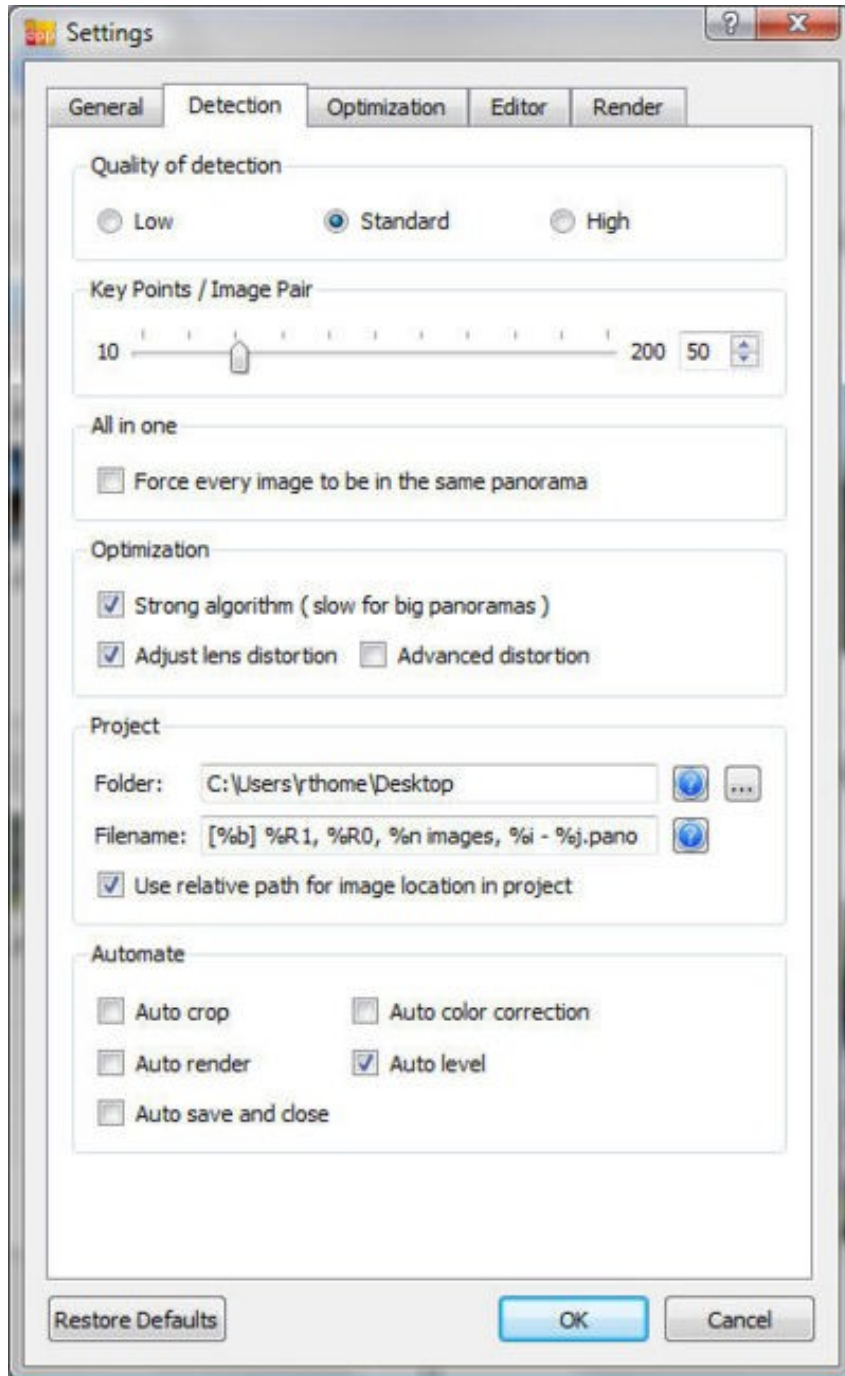 app Settings ?
General Detection Optimization Editor Render
Quality of detection
Low Standard High
Key Points / Image Pair
10 200 50
All in one
Force every image to be in the same panorama
Optimization
Strong algorithm ( slow for big panoramas )
Adjust lens distortion Advanced distortion
Project
Folder: C:\Users\rthome\Desktop ...
Filename: [%b] %R1, %R0, %n images, %i - %j.pano
Use relative path for image location in project
Automate
Auto crop Auto color correction
Auto render Auto level
Auto save and close
Restore Defaults OK Cancel